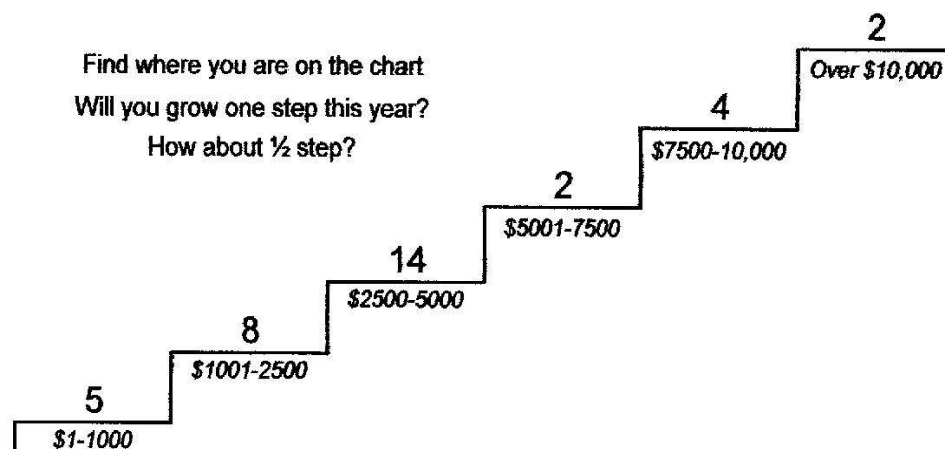 2
Find where you are on the chart
Over $10,000
Will you grow one step this year?
4
How about ½ step?
$7500-10,000
2
$5001-7500
14
$2500-5000
8
$1001-2500
5
$1-1000